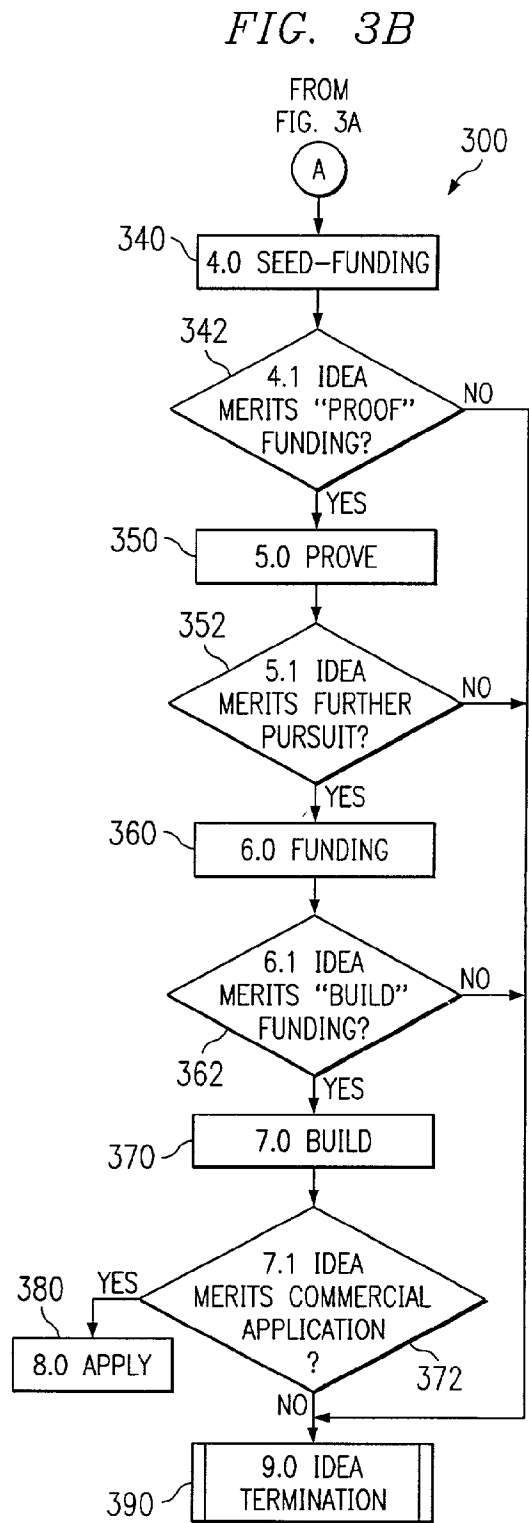 FIG. 3B
FROM
FIG. 3A
A
300
340
4.0 SEED-FUNDING
342
4.1 IDEA
MERITS "PROOF"
FUNDING?
NO
YES
350
5.0 PROVE
352
5.1 IDEA
MERITS FURTHER
PURSUIT?
NO
YES
360
6.0 FUNDING
6.1 IDEA
MERITS "BUILD"
FUNDING?
NO
362
YES
370
7.0 BUILD
7.1 IDEA
MERITS COMMERCIAL
APPLICATION
?
380
YES
8.0 APPLY
372
NO
9.0 IDEA
TERMINATION
390